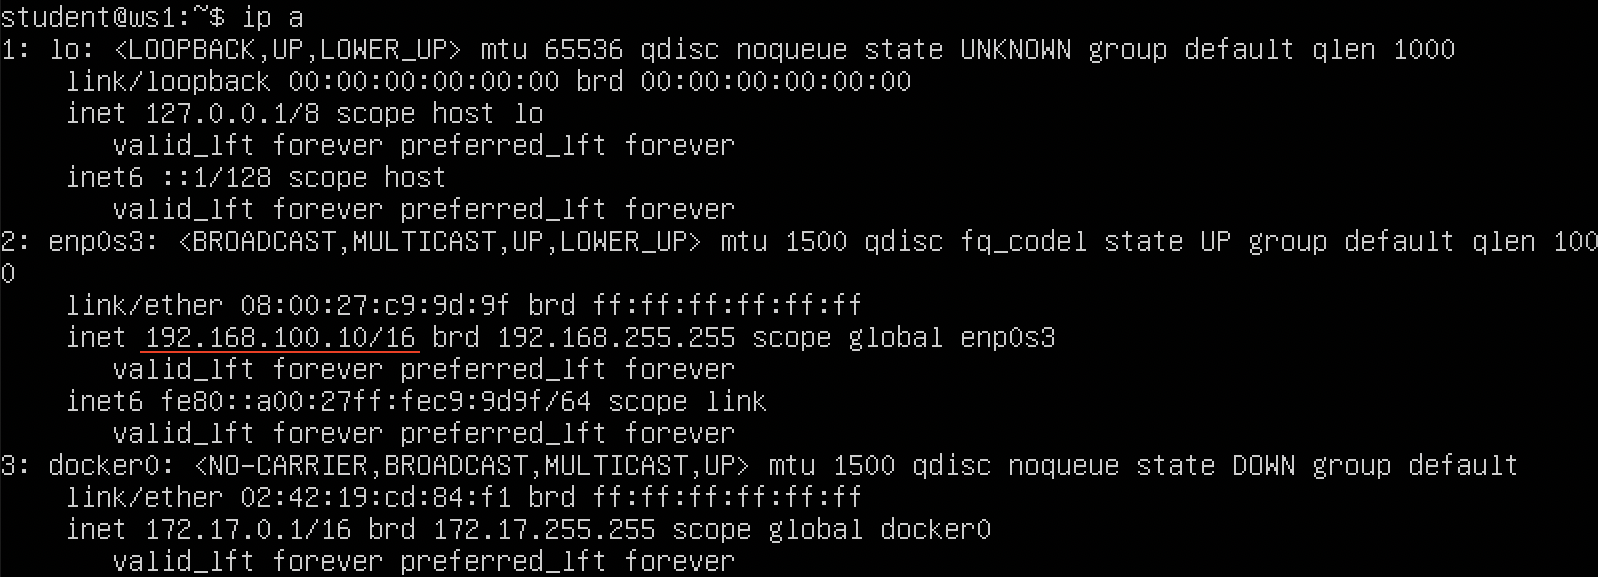 student@ws1:~$ ip a
1: lo: <LOOPBACK,UP,LOWER_UP> mtu 65536 qdisc noqueue state UNKNOWN group default qlen 1000
    link/loopback 00:00:00:00:00:00 brd 00:00:00:00:00:00
    inet 127.0.0.1/8 scope host lo
       valid_lft forever preferred_lft forever
    inet6 ::1/128 scope host
       valid_lft forever preferred_lft forever
2: enp0s3: <BROADCAST,MULTICAST,UP,LOWER_UP> mtu 1500 qdisc fq_codel state UP group default qlen 100
0
    link/ether 08:00:27:c9:9d:9f brd ff:ff:ff:ff:ff:ff
    inet 192.168.100.10/16 brd 192.168.255.255 scope global enp0s3
       valid_lft forever preferred_lft forever
    inet6 fe80::a00:27ff:fec9:9d9f/64 scope link
       valid_lft forever preferred_lft forever
3: docker0: <NO-CARRIER,BROADCAST,MULTICAST,UP> mtu 1500 qdisc noqueue state DOWN group default
    link/ether 02:42:19:cd:84:f1 brd ff:ff:ff:ff:ff:ff
    inet 172.17.0.1/16 brd 172.17.255.255 scope global docker0
       valid_lft forever preferred_lft forever